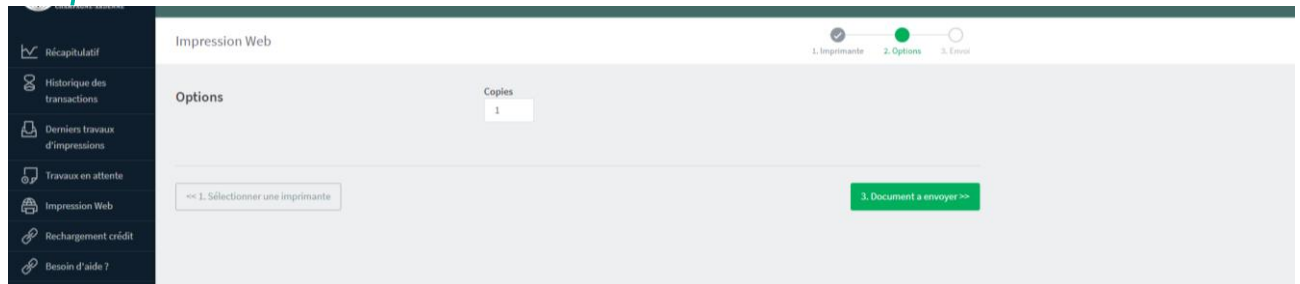 Récapitulatif
Historique des
transactions
Derniers travaux
d'impressions
Travaux en attente
Impression Web
Rechargement crédit
Besoin d'aide ?
Impression Web
1. Imprimante
2. Options
3. Envoi
Options
Copies
1
<< 1. Sélectionner une imprimante
3. Document a envoyer >>